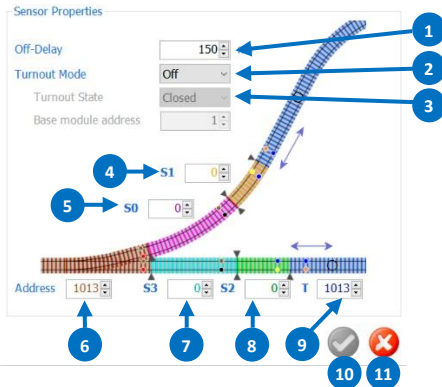 Sensor Properties
1
Off-Delay 150
Turnout Mode Off 2
Turnout State Closed 3
Base module address 1
4 S1 0
5 S0 0
Address 1013 S3 0 S2 0 T 1013
6 7 8 9
10 11